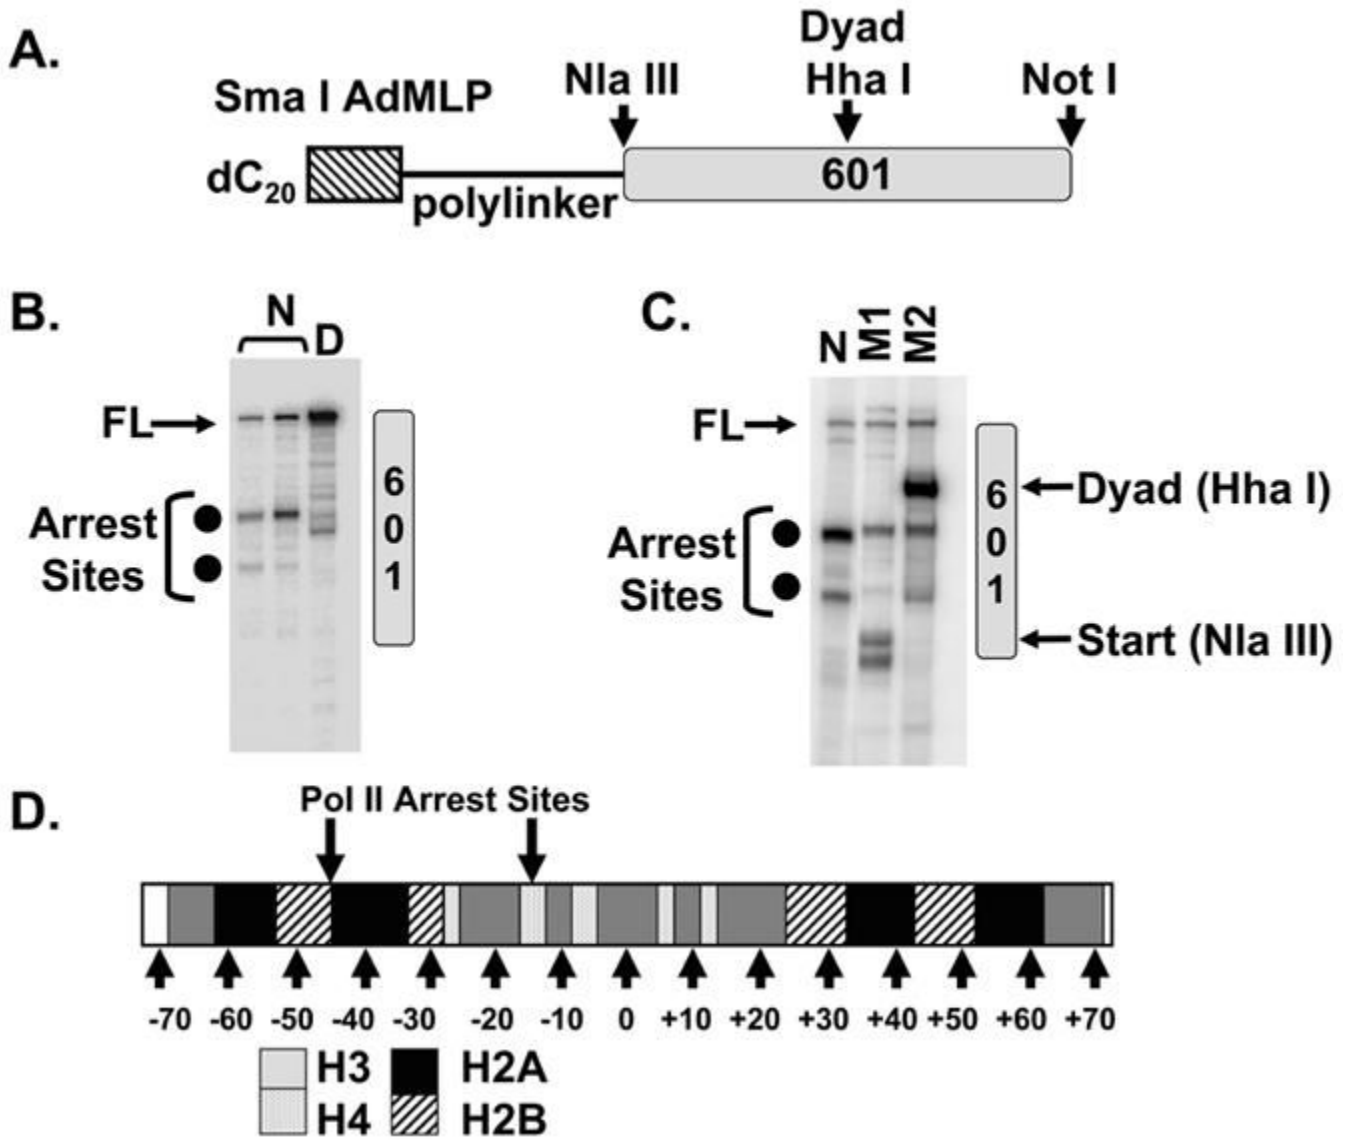 A.
Dyad
Sma I AdMLP
Nla III
Hha I
Not I
dC20
polylinker
601
B.
N
D
FL
Arrest
Sites
6
0
1
C.
N
M1
M2
FL
Arrest
Sites
6
0
1
Dyad (Hha I)
Start (Nla III)
D.
Pol II Arrest Sites
-70 -60 -50 -40 -30 -20 -10 0 +10 +20 +30 +40 +50 +60 +70
H3 H2A
H4 H2B